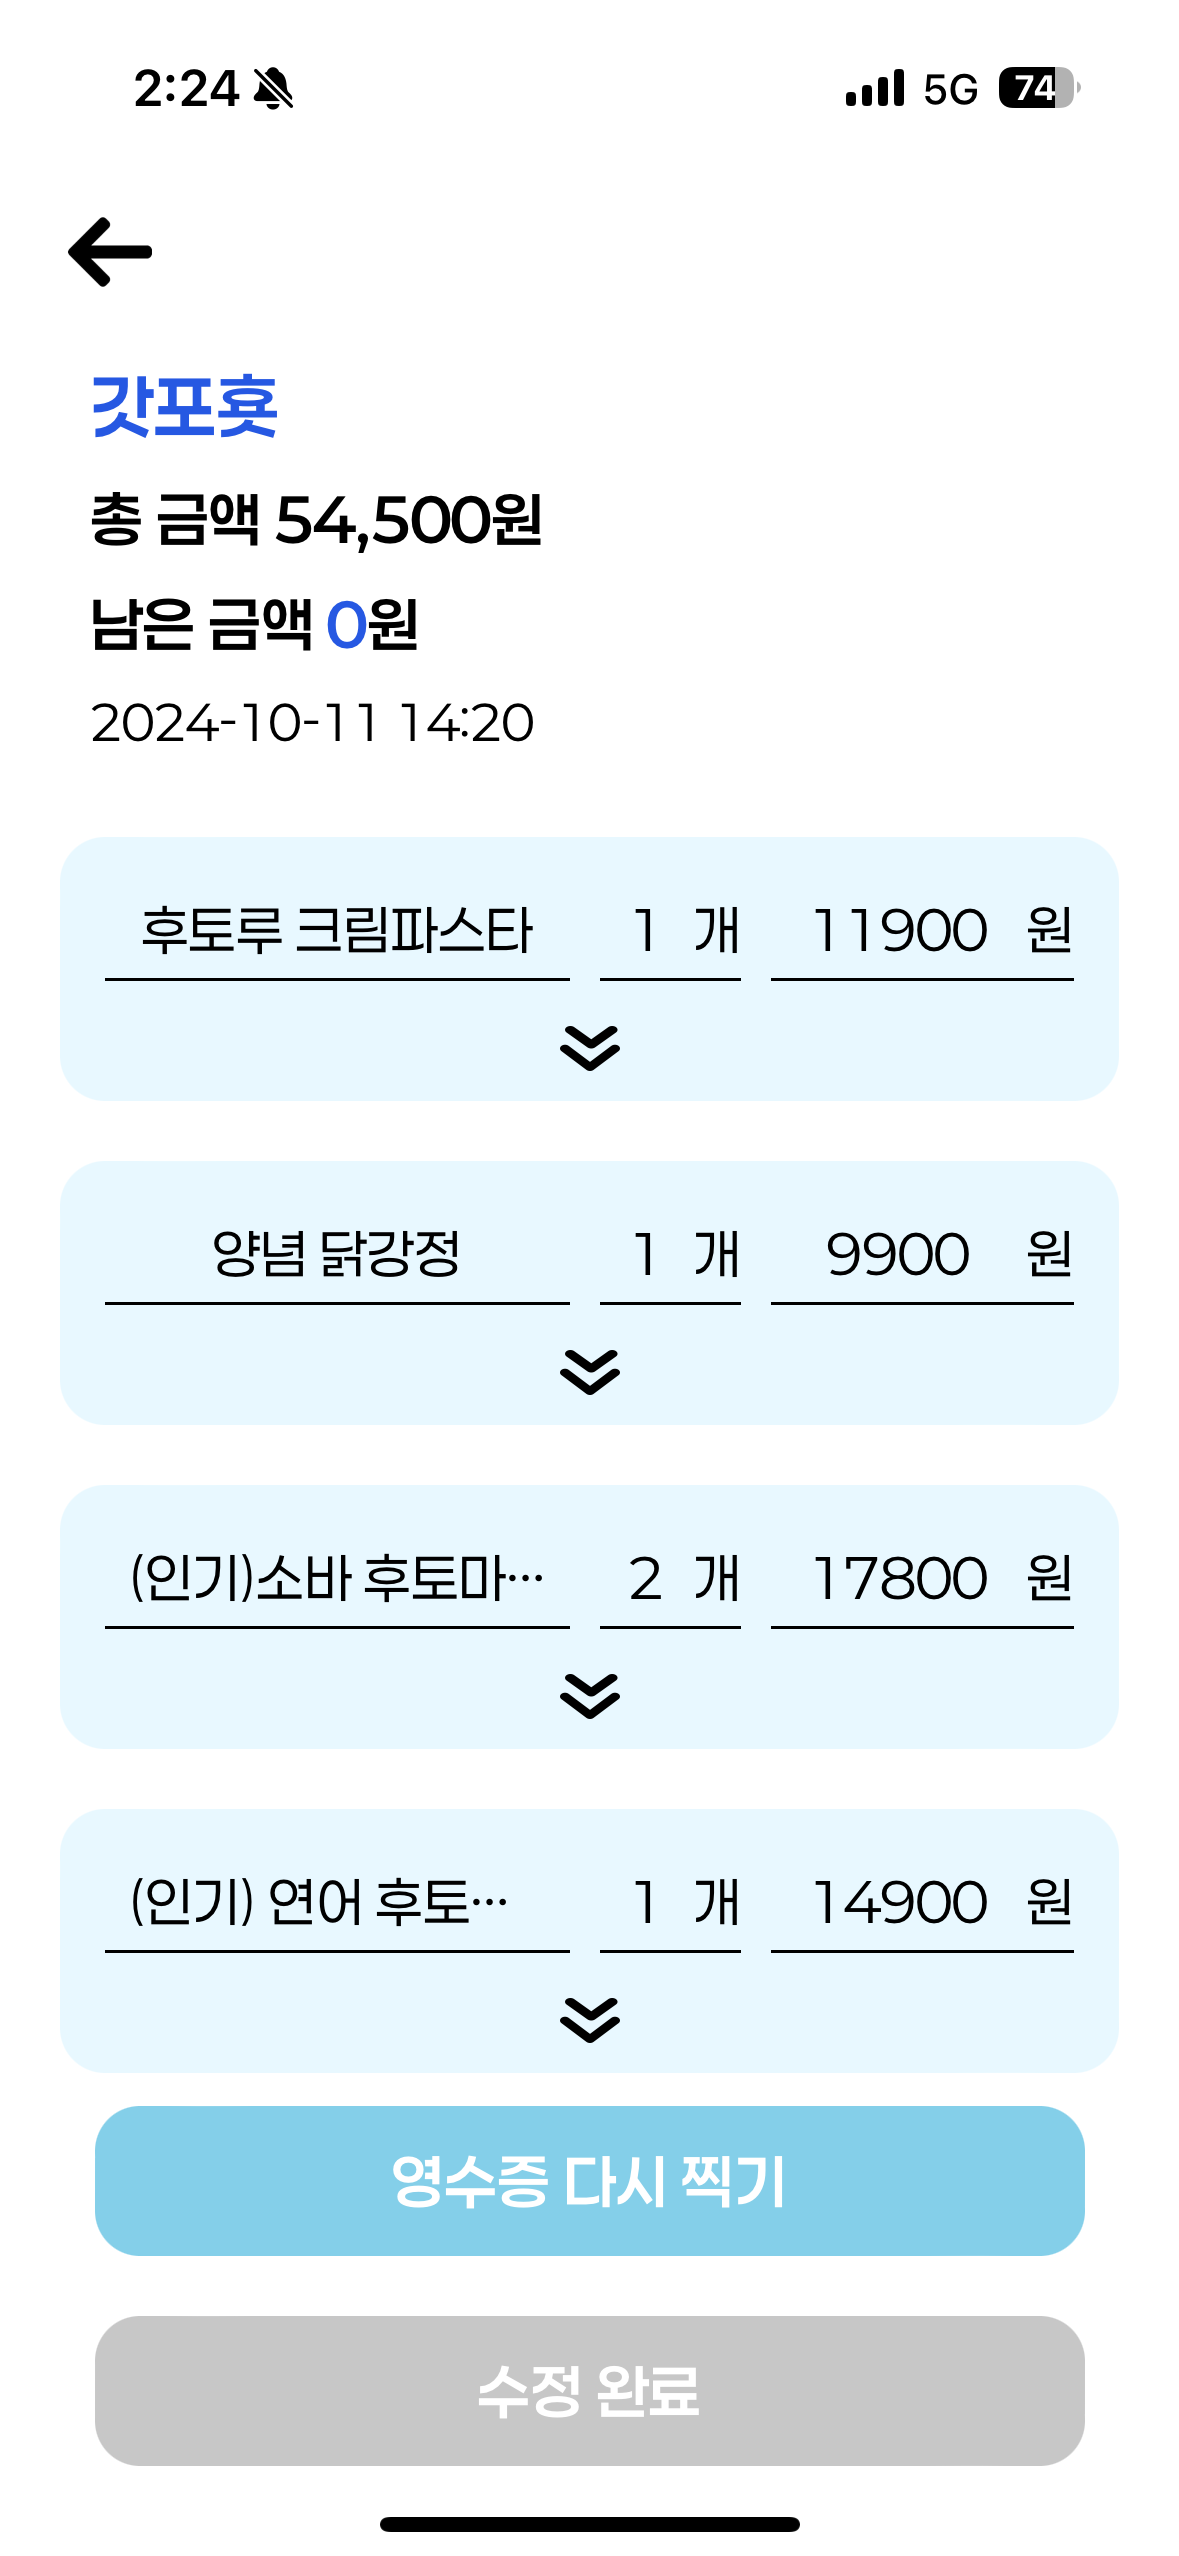 2:24 5G 74
갓포횻
총 금액 54,500원
남은 금액 0원
2024-10-11 14:20
후토루 크림파스타 1 개 11900 원
양념 닭강정 1 개 9900 원
(인기)소바 후토마… 2 개 17800 원
(인기) 연어 후토… 1 개 14900 원
영수증 다시 찍기
수정 완료